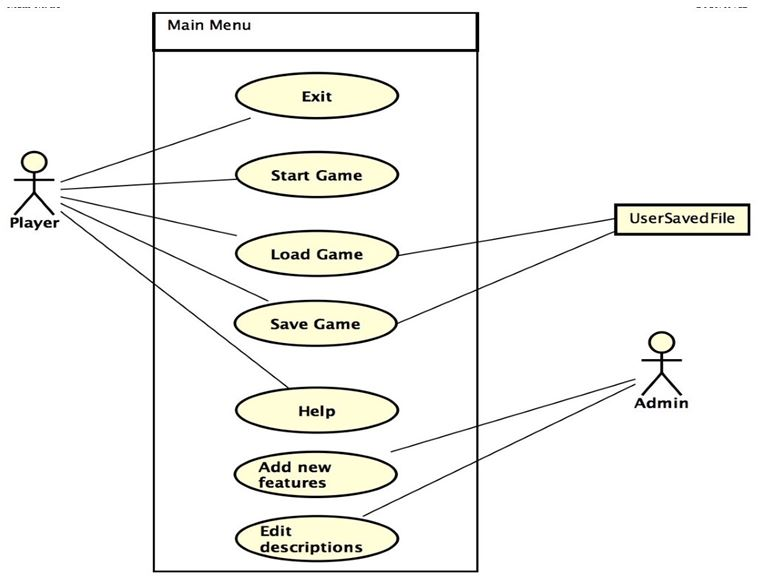 Main Menu
Exit
Start Game
Player
UserSavedFile
Load Game
Save Game
Admin
Help
Add new
features
Edit
descriptions